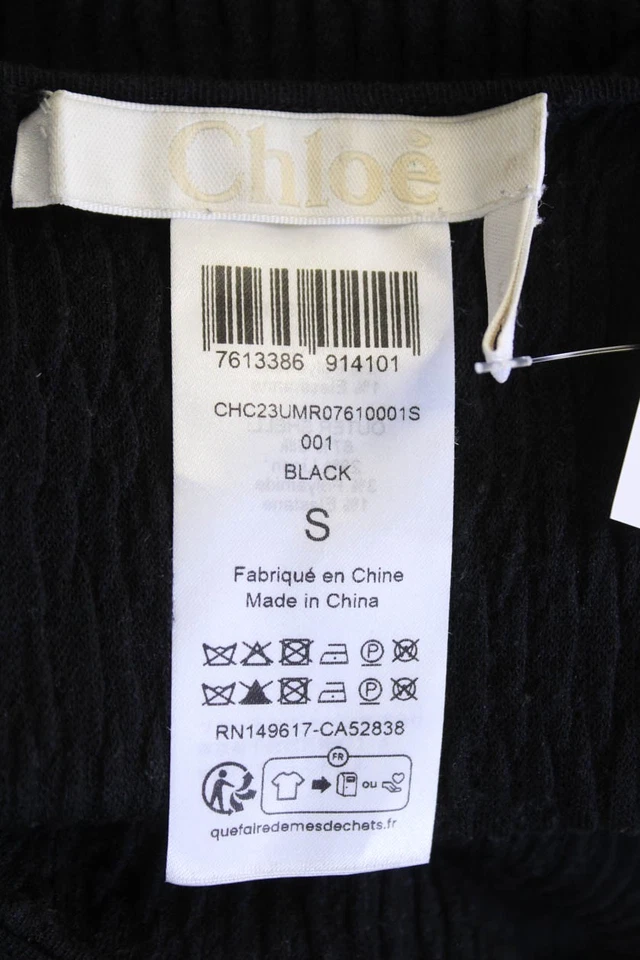 Chloé
7613386 914101
CHC23UMR07610001S
001
BLACK
S
Fabriqué en Chine
Made in China
P
P
RN149617-CA52838
FR
ou
quefairedemesdechets.fr